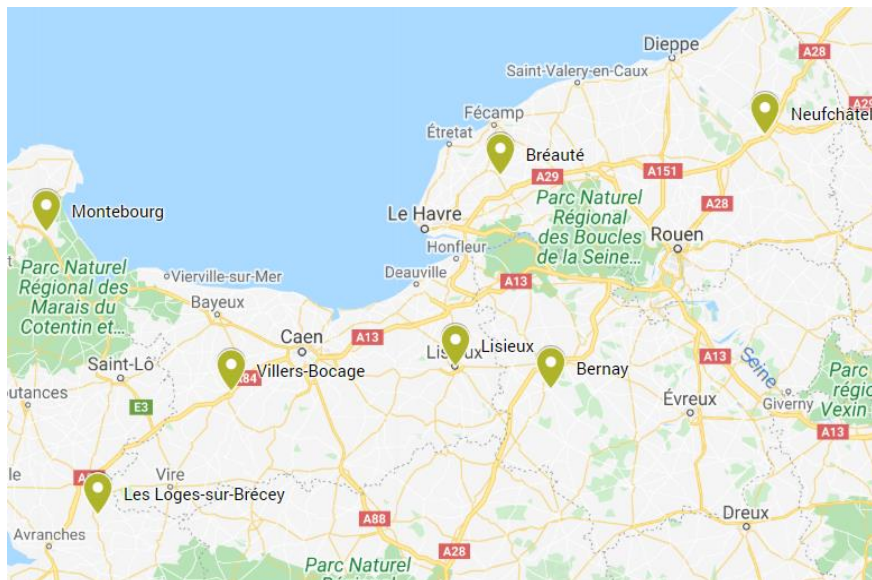 Dieppe
A28
Saint-Valery-en-Caux
A29
Fécamp
Neufchâtel
Étretat
Bréauté
A151
A29
Parc Naturel
Régional
des Boucles
de la Seine...
A28
Montebourg
Le Havre
Rouen
Honfleur
Parc Naturel
Régional des
Marais du
Cotentin et...
Vierville-sur-Mer
Deauville
A13
Bayeux
Caen
A13
Lisieux
A13
Seine
Saint-Lô
Villers-Bocage
Bernay
Parc
régio
Vexin
A84
Évreux
Giverny
E3
A13
Vire
Les Loges-sur-Brécey
Dreux
A88
Avranches
A28
Parc Naturel